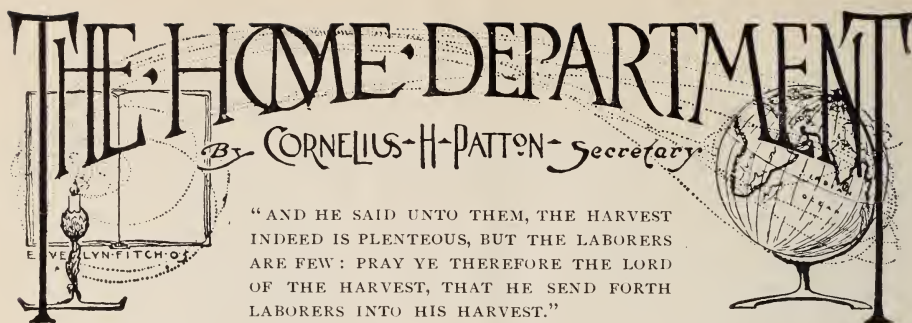 THE·HOME·DEPARTMENT
By CORNELIUS-H-PATTON-Secretary
"AND HE SAID UNTO THEM, THE HARVEST
INDEED IS PLENTEOUS, BUT THE LABORERS
ARE FEW: PRAY YE THEREFORE THE LORD
OF THE HARVEST, THAT HE SEND FORTH
LABORERS INTO HIS HARVEST."